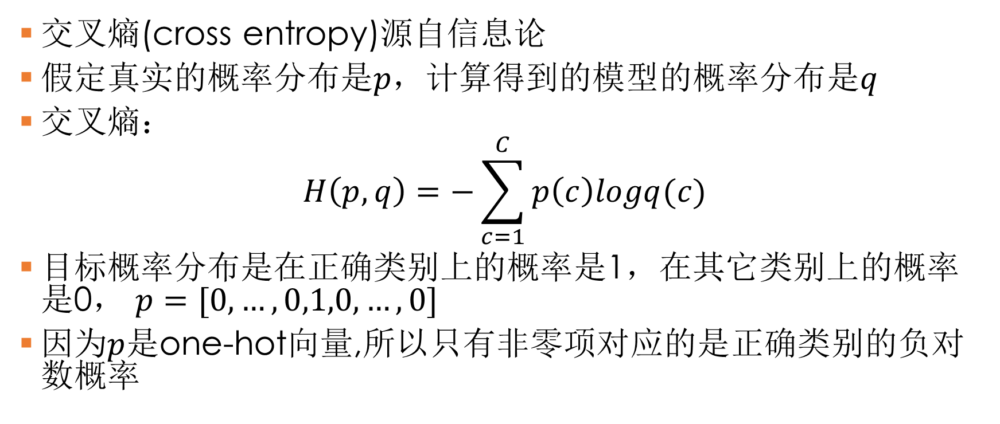 ▪ 交叉熵(cross entropy)源自信息论
▪ 假定真实的概率分布是p，计算得到的模型的概率分布是q
▪ 交叉熵：
C
H(p,q) = − ∑ p(c)logq(c)
c=1
▪ 目标概率分布是在正确类别上的概率是1，在其它类别上的概率
是0， p = [0, … , 0,1,0, … , 0]
▪ 因为p是one-hot向量,所以只有非零项对应的是正确类别的负对
数概率